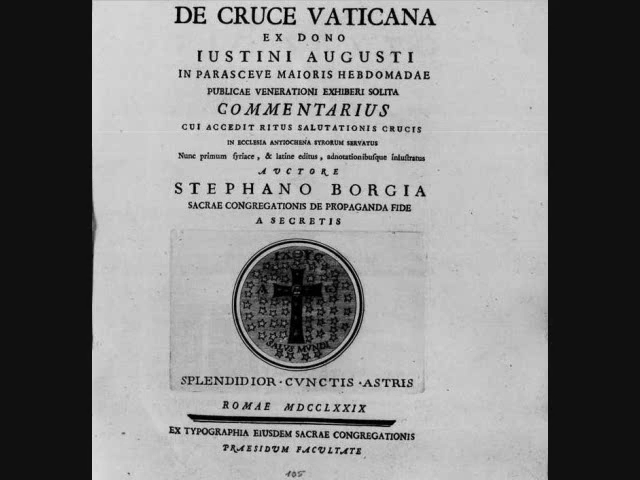 DE CRUCE VATICANA
EX DONO
IUSTINI AUGUSTI
IN PARASCEVE MAIORIS HEBDOMADAE
PUBLICAE VENERATIONI EXHIBERI SOLITA
COMMENTARIUS
CUI ACCEDIT RITUS SALUTATIONIS CRUCIS
IN ECCLESIA ANTIOCHENA SYRORUM SERVATUS
Nunc primum syriace, & latine editus, adnotationibusque inlustratus
AVCTORE
STEPHANO BORGIA
SACRAE CONGREGATIONIS DE PROPAGANDA FIDE
A SECRETIS
SALVS MVNDI
SPLENDIDIOR · CVNCTIS · ASTRIS
ROMAE MDCCLXXIX
EX TYPOGRAPHIA EIUSDEM SACRAE CONGREGATIONIS
PRAESIDUM FACULTATE
105